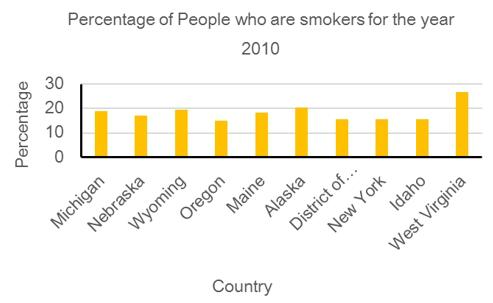 Percentage of People who are smokers for the year
2010
Percentage
30
20
10
0
Michigan
Nebraska
Wyoming
Oregon
Maine
Alaska
District of...
New York
Idaho
West Virginia
Country